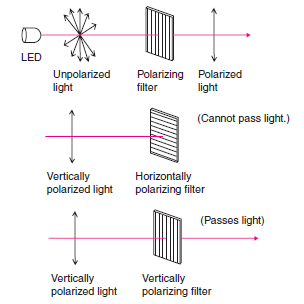 LED
Unpolarized light
Polarizing filter
Polarized light
(Cannot pass light.)
Vertically polarized light
Horizontally polarizing filter
(Passes light)
Vertically polarized light
Vertically polarizing filter